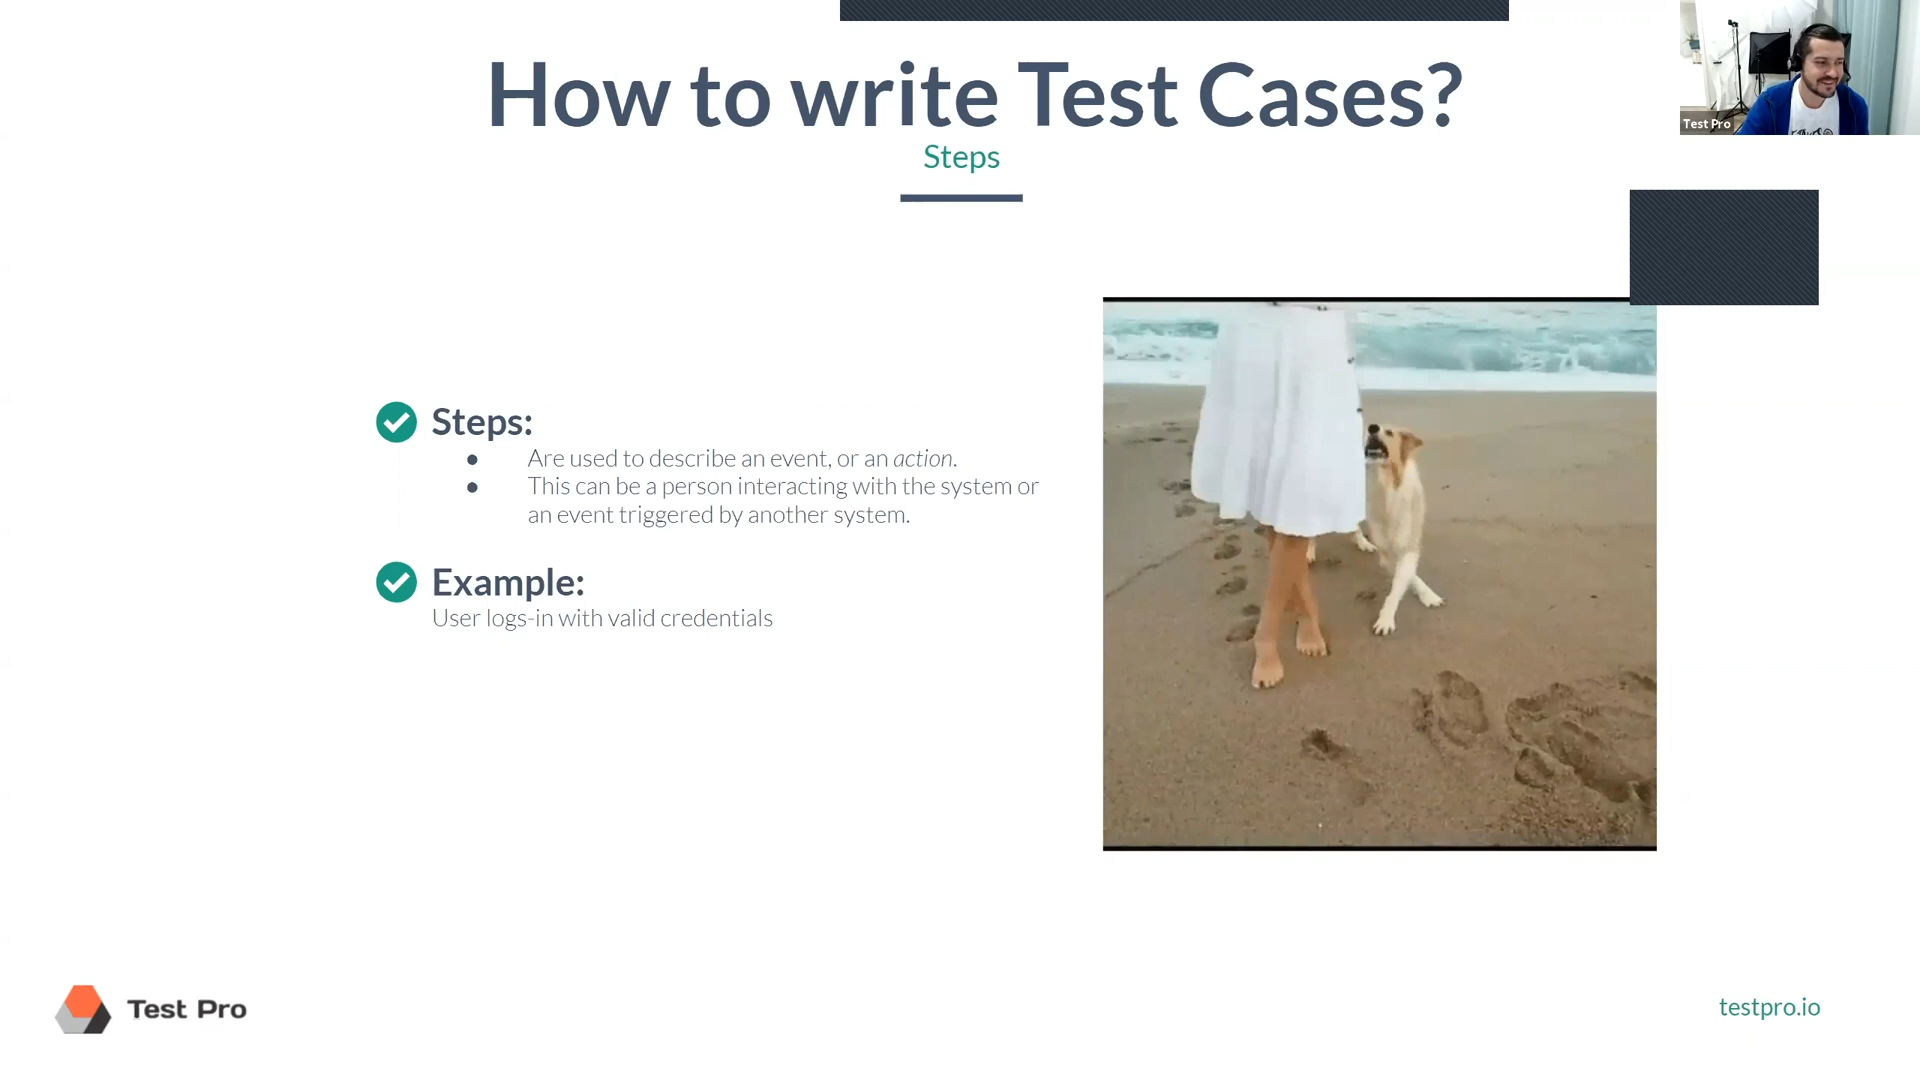 How to write Test Cases?
Steps
Test Pro
Steps:
● Are used to describe an event, or an action.
● This can be a person interacting with the system or
an event triggered by another system.
Example:
User logs-in with valid credentials
Test Pro
testpro.io